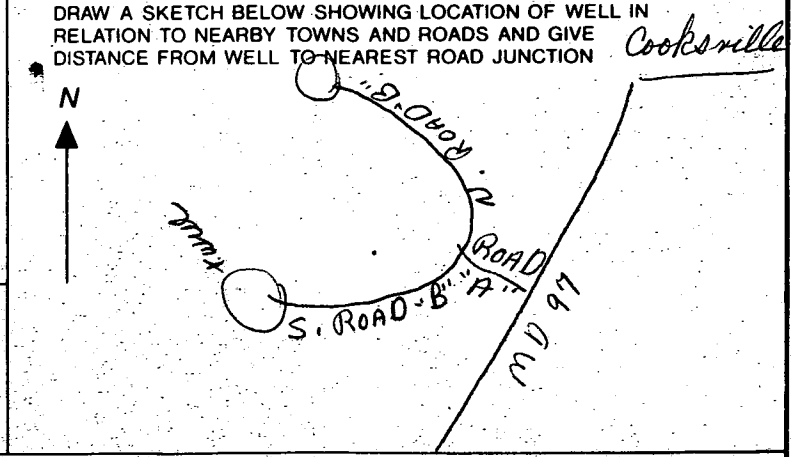 DRAW A SKETCH BELOW SHOWING LOCATION OF WELL IN
RELATION TO NEARBY TOWNS AND ROADS AND GIVE
DISTANCE FROM WELL TO NEAREST ROAD JUNCTION
Cooksville
N
N. ROAD "B"
ROAD
"A"
S. ROAD "B"
MD 97